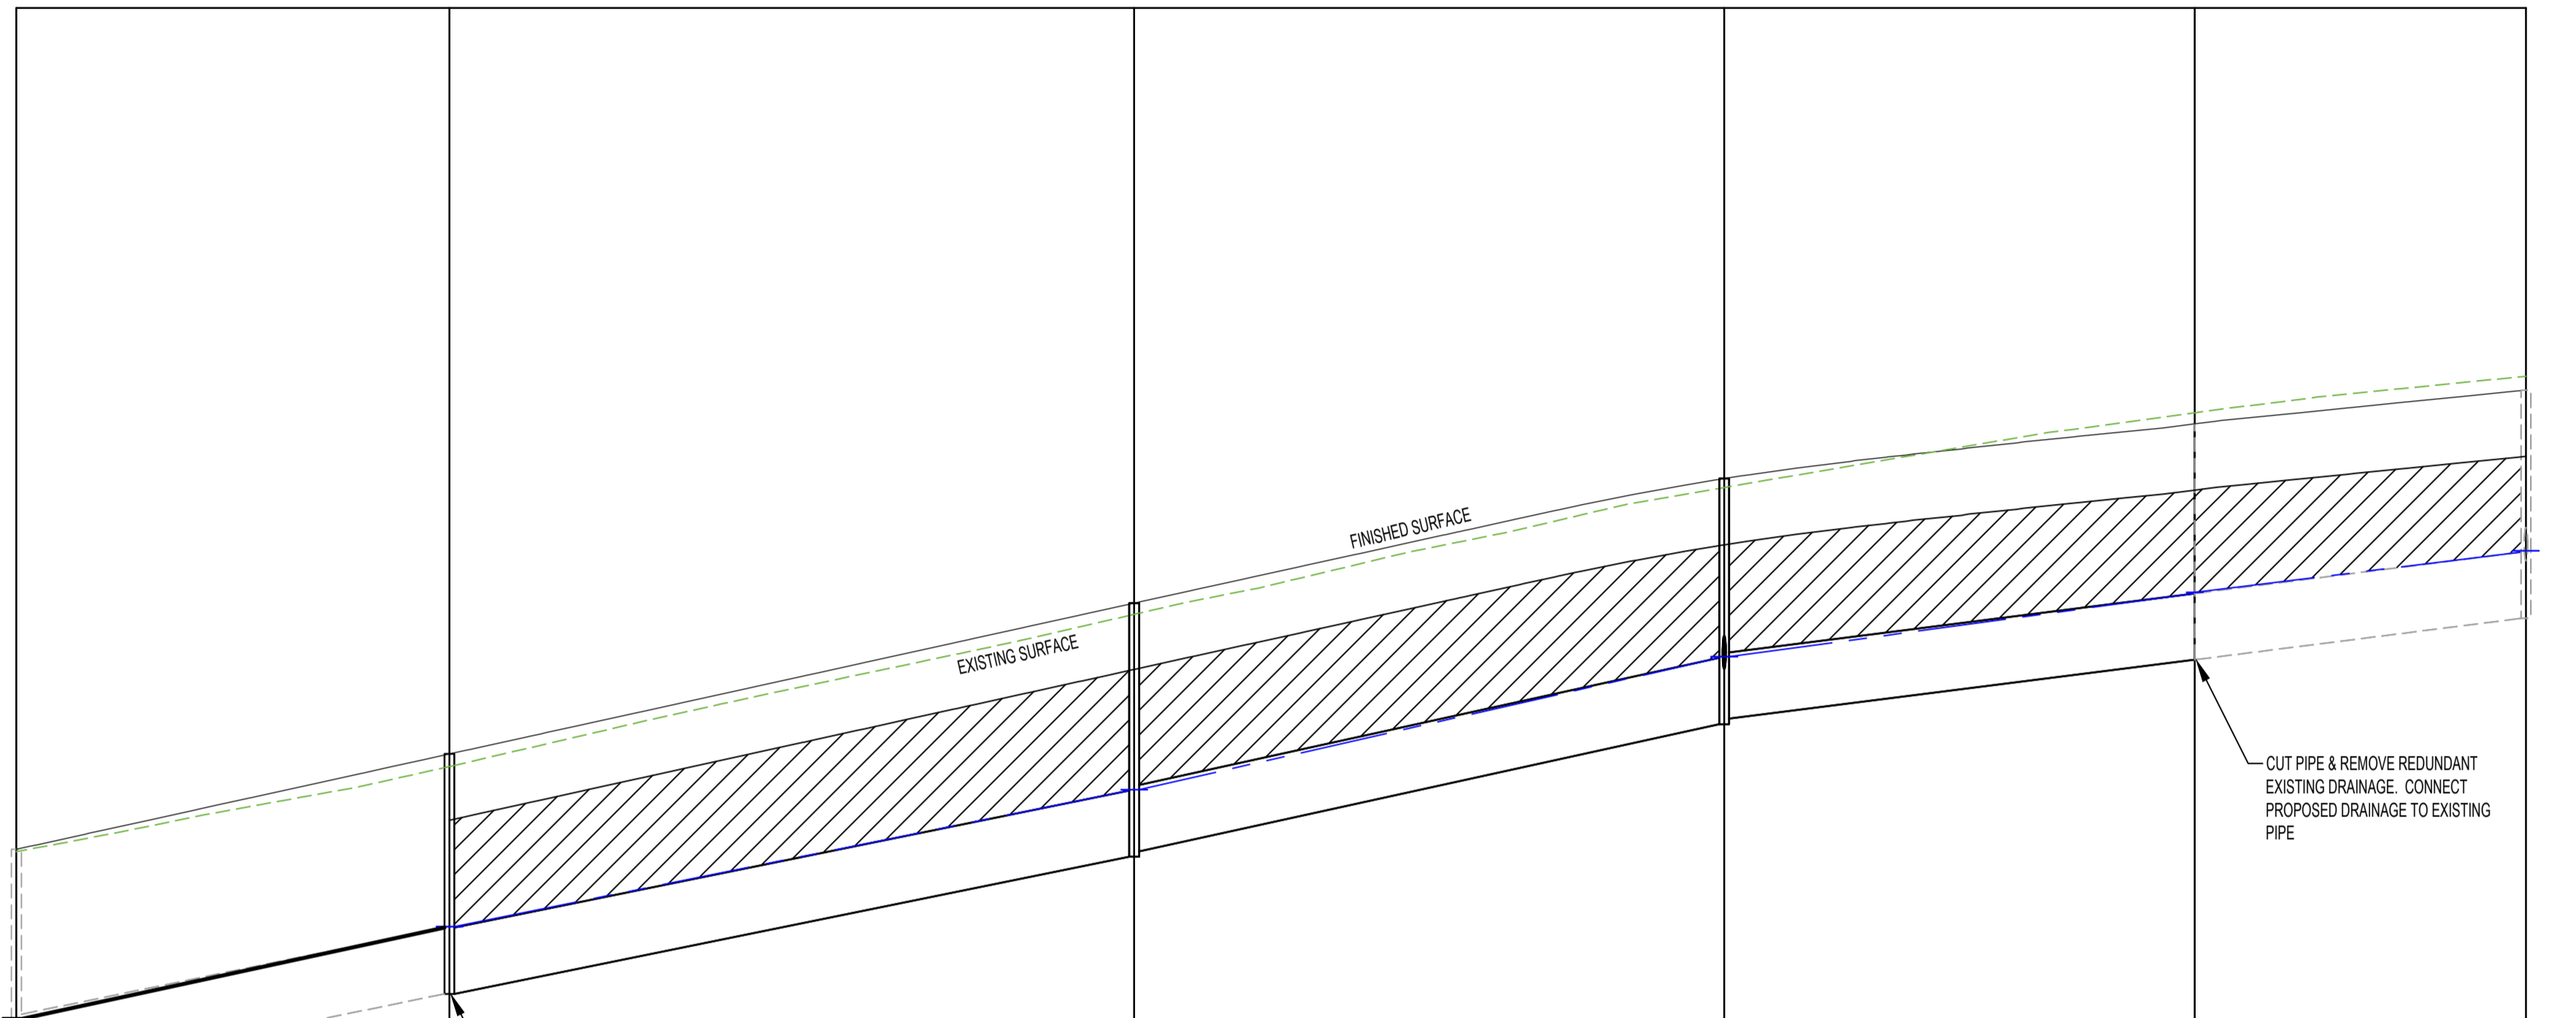 FINISHED SURFACE
EXISTING SURFACE
CUT PIPE & REMOVE REDUNDANT
EXISTING DRAINAGE. CONNECT
PROPOSED DRAINAGE TO EXISTING
PIPE